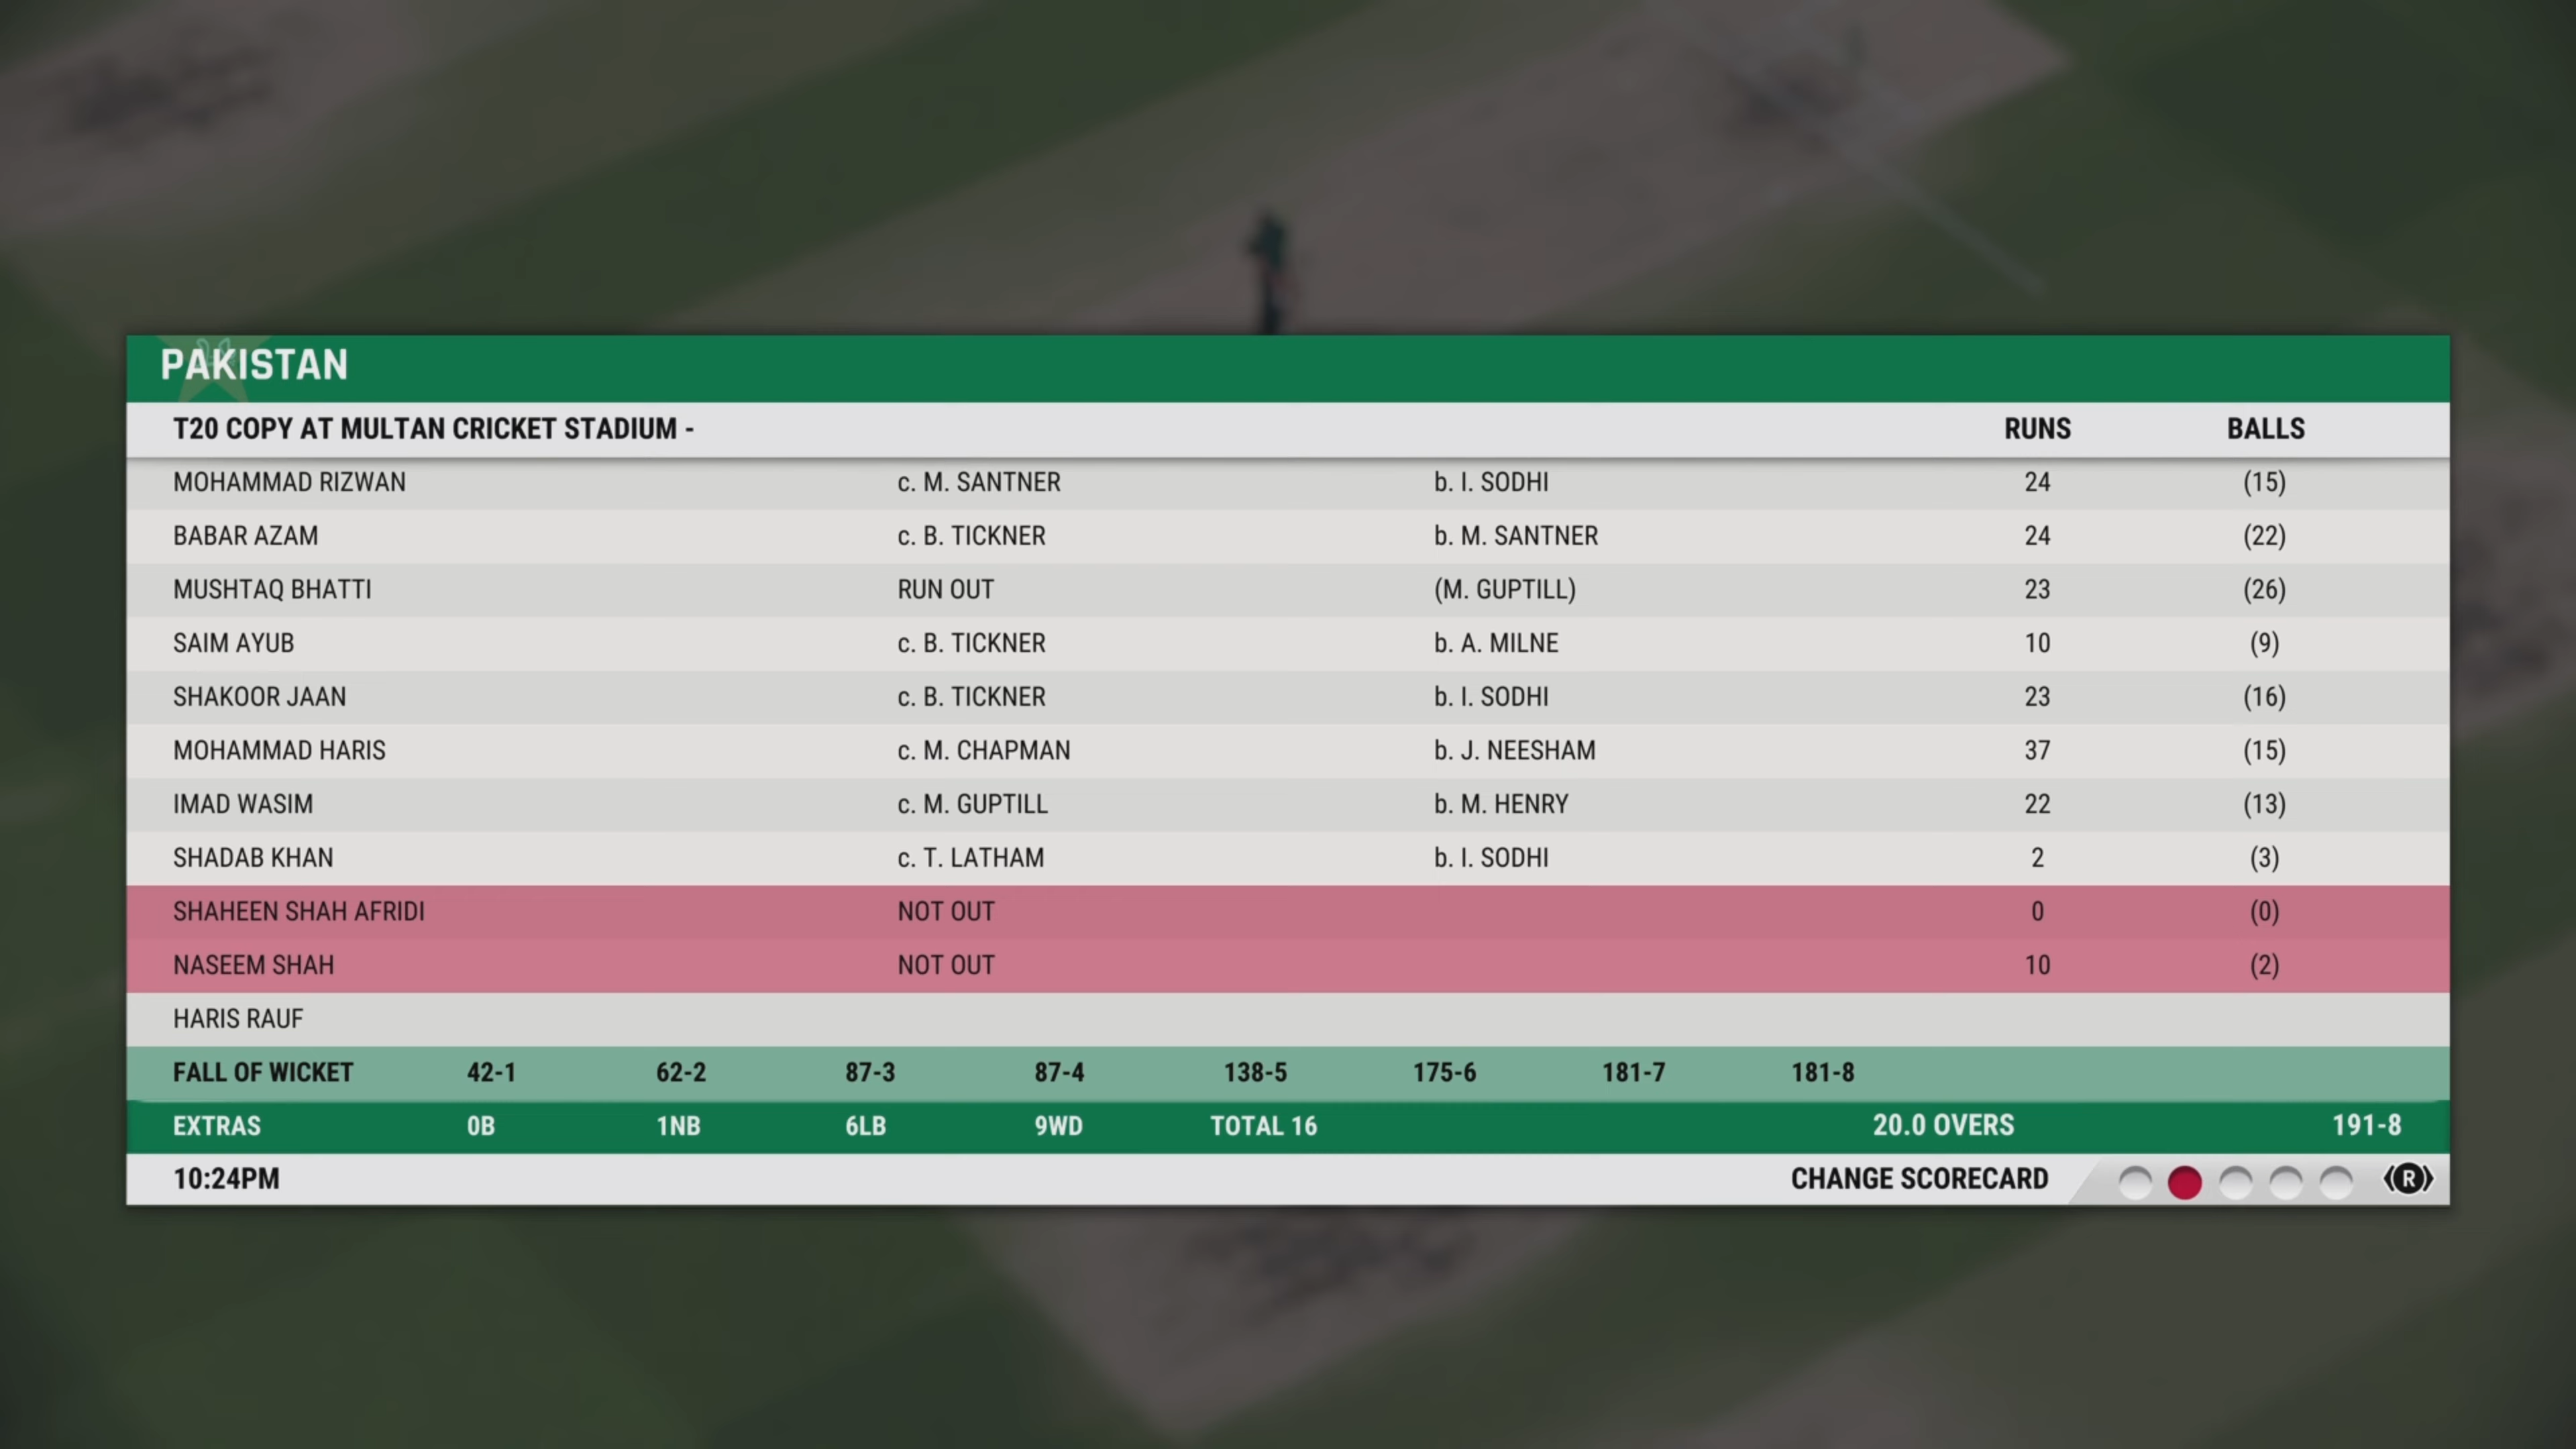 PAKISTAN
T20 COPY AT MULTAN CRICKET STADIUM - RUNS BALLS
MOHAMMAD RIZWAN c. M. SANTNER b. I. SODHI 24 (15)
BABAR AZAM c. B. TICKNER b. M. SANTNER 24 (22)
MUSHTAQ BHATTI RUN OUT (M. GUPTILL) 23 (26)
SAIM AYUB c. B. TICKNER b. A. MILNE 10 (9)
SHAKOOR JAAN c. B. TICKNER b. I. SODHI 23 (16)
MOHAMMAD HARIS c. M. CHAPMAN b. J. NEESHAM 37 (15)
IMAD WASIM c. M. GUPTILL b. M. HENRY 22 (13)
SHADAB KHAN c. T. LATHAM b. I. SODHI 2 (3)
SHAHEEN SHAH AFRIDI NOT OUT 0 (0)
NASEEM SHAH NOT OUT 10 (2)
HARIS RAUF
FALL OF WICKET 42-1 62-2 87-3 87-4 138-5 175-6 181-7 181-8
EXTRAS 0B 1NB 6LB 9WD TOTAL 16 20.0 OVERS 191-8
10:24PM CHANGE SCORECARD R